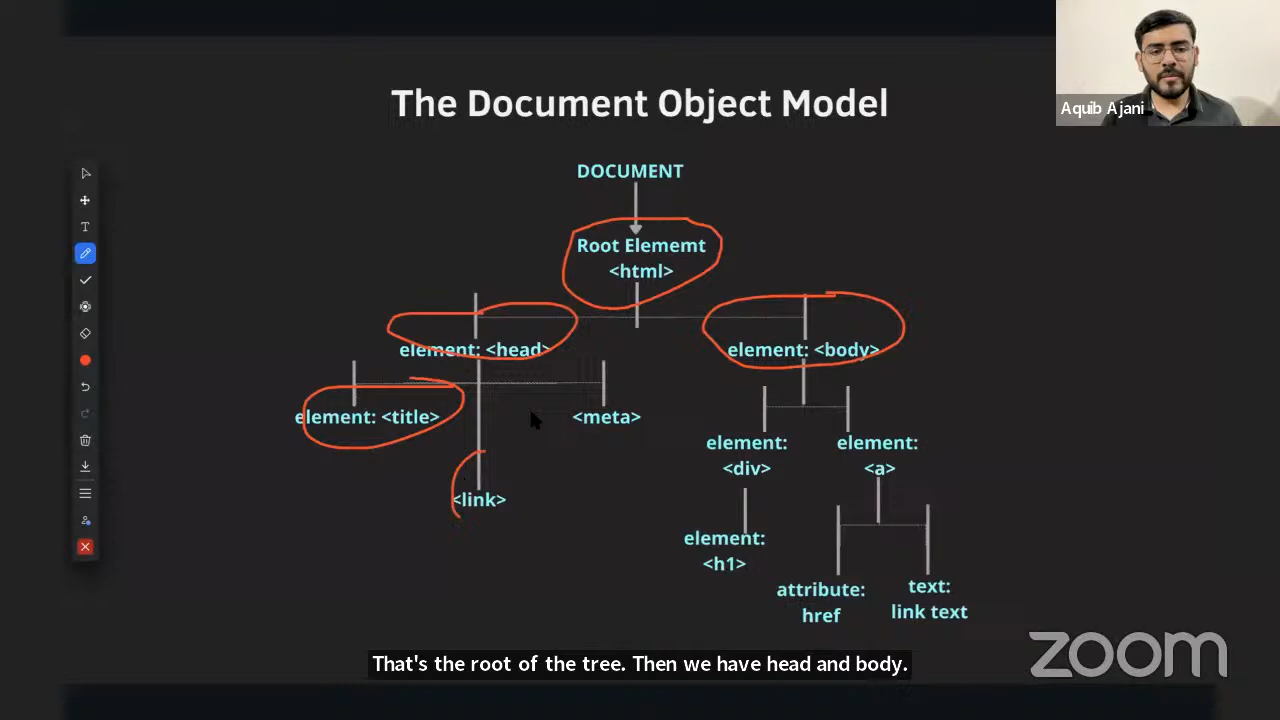 The Document Object Model
Aquib Ajani
DOCUMENT
Root Elememt
<html>
element: <head>
element: <body>
element: <title>
<meta>
element:
<div>
element:
<a>
<link>
element:
<h1>
attribute:
href
text:
link text
T
That's the root of the tree. Then we have head and body.
zoom